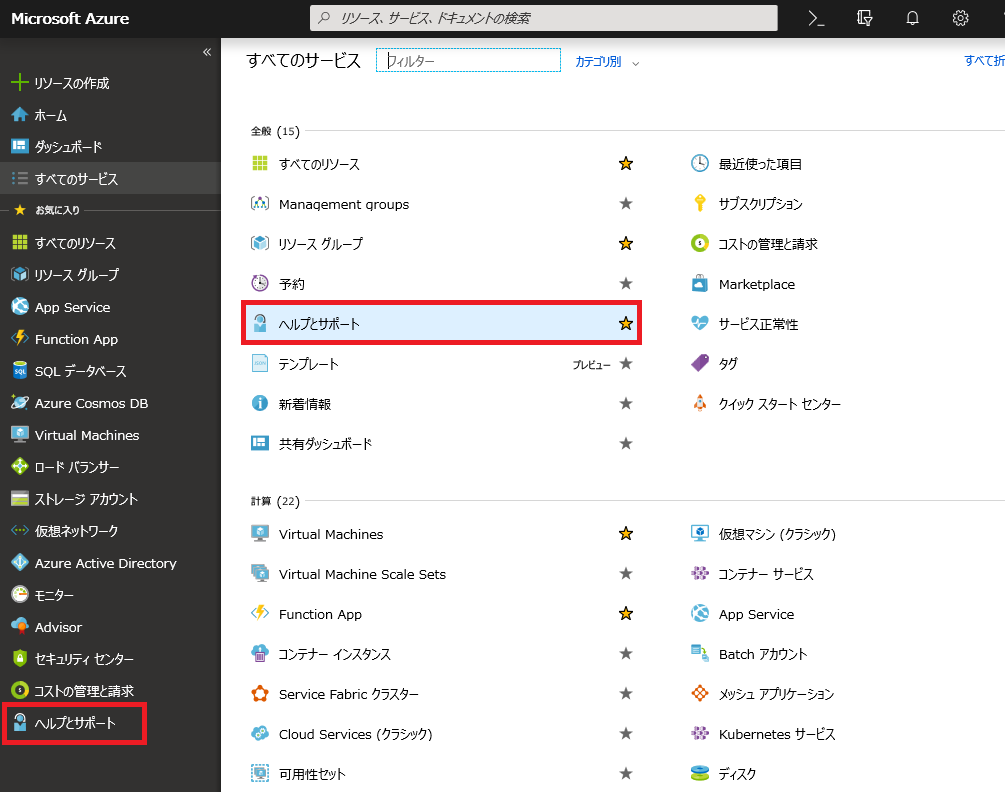 Microsoft Azure
リソース、サービス、ドキュメントの検索
«
リソースの作成
ホーム
ダッシュボード
すべてのサービス
お気に入り
すべてのリソース
リソース グループ
App Service
Function App
SQL データベース
Azure Cosmos DB
Virtual Machines
ロード バランサー
ストレージ アカウント
仮想ネットワーク
Azure Active Directory
モニター
Advisor
セキュリティ センター
コストの管理と請求
ヘルプとサポート
すべてのサービス
フィルター
カテゴリ別
すべて折
全般 (15)
すべてのリソース
最近使った項目
Management groups
サブスクリプション
リソース グループ
コストの管理と請求
予約
Marketplace
ヘルプとサポート
サービス正常性
テンプレート
プレビュー
タグ
新着情報
クイック スタート センター
共有ダッシュボード
計算 (22)
Virtual Machines
仮想マシン (クラシック)
Virtual Machine Scale Sets
コンテナー サービス
Function App
App Service
コンテナー インスタンス
Batch アカウント
Service Fabric クラスター
メッシュ アプリケーション
Cloud Services (クラシック)
Kubernetes サービス
可用性セット
ディスク